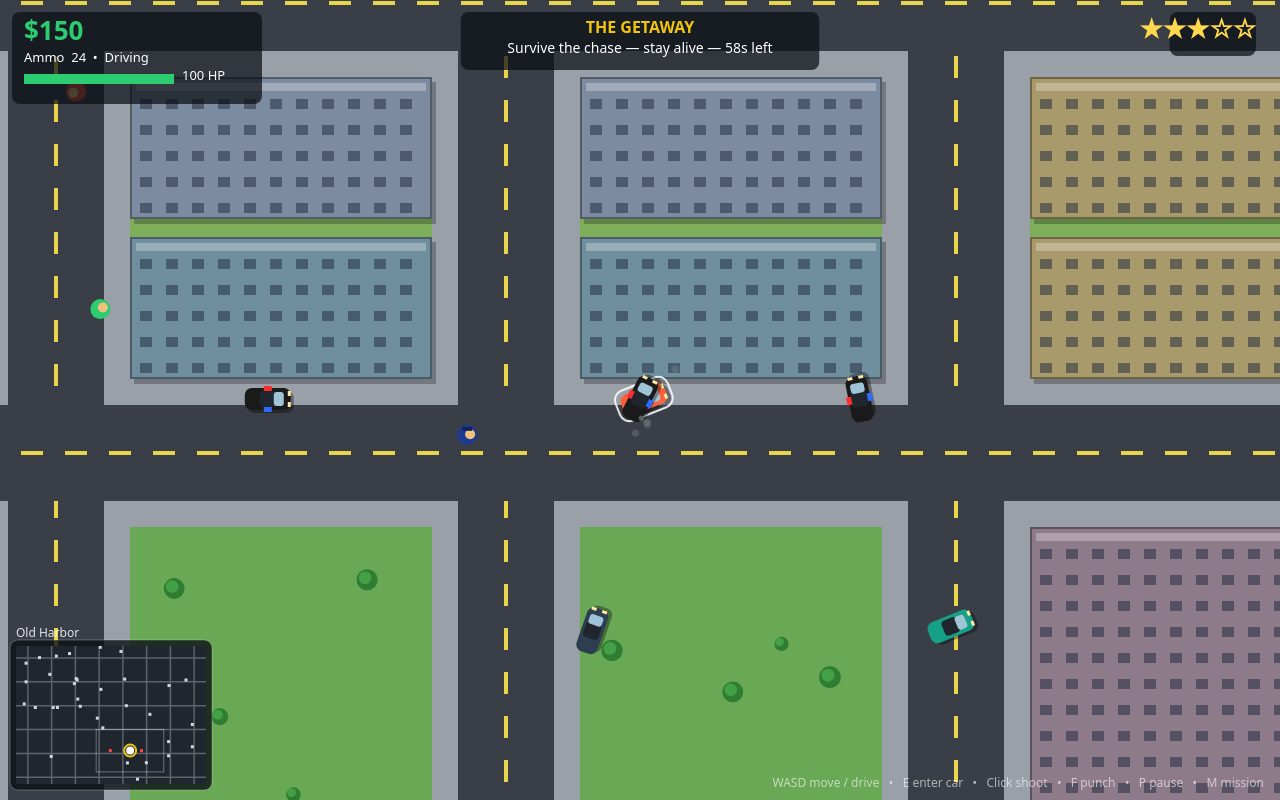 $150
Ammo 24 • Driving
100 HP
THE GETAWAY
Survive the chase — stay alive — 58s left
★★★☆☆
Old Harbor
WASD move / drive • E enter car • Click shoot • F punch • P pause • M mission